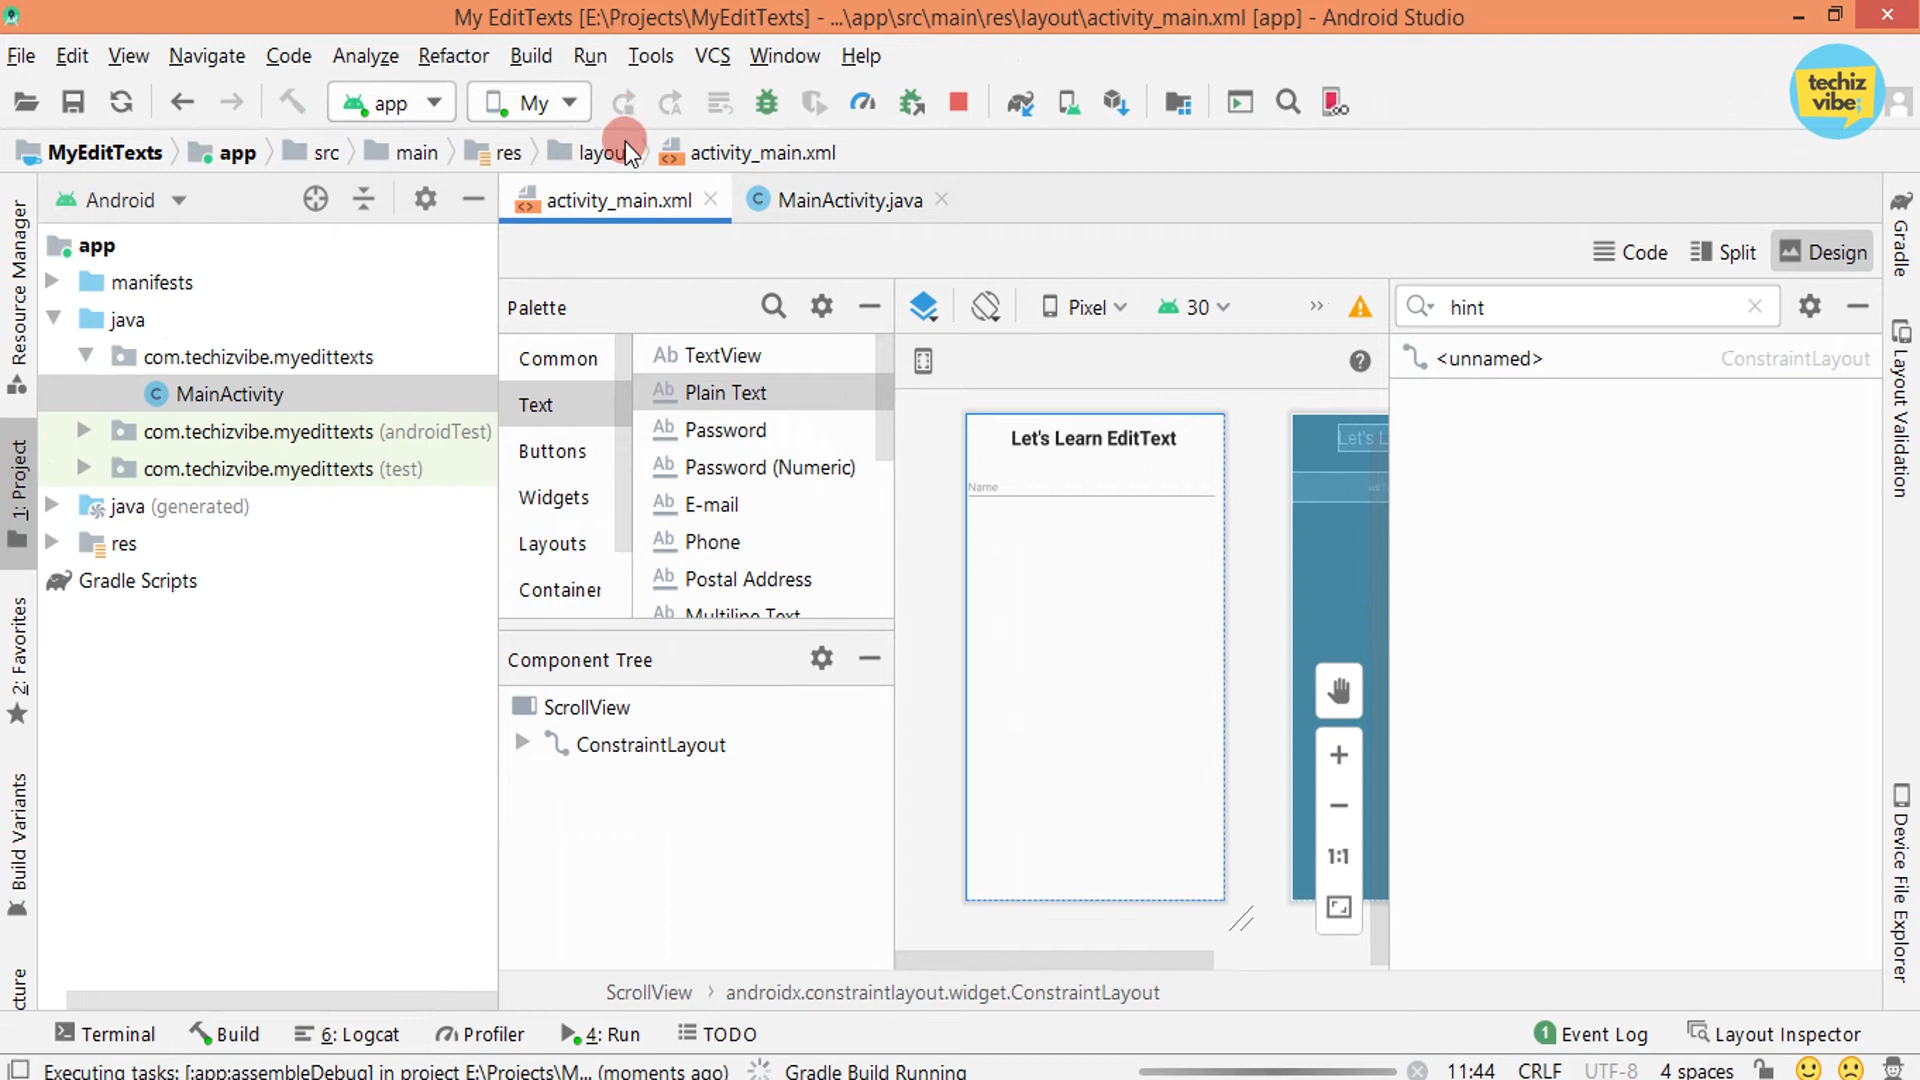 My EditTexts [E:\Projects\MyEditTexts] - ...\app\src\main\res\layout\activity_main.xml [app] - Android Studio
File Edit View Navigate Code Analyze Refactor Build Run Tools VCS Window Help
app My
techiz
vibe;
MyEditTexts app src main res layout activity_main.xml
Android
activity_main.xml MainActivity.java
Code Split Design
app
manifests
java
com.techizvibe.myedittexts
MainActivity
com.techizvibe.myedittexts (androidTest)
com.techizvibe.myedittexts (test)
java (generated)
res
Gradle Scripts
Palette
Common
Text
Buttons
Widgets
Layouts
Container
Ab TextView
Ab Plain Text
Ab Password
Ab Password (Numeric)
Ab E-mail
Ab Phone
Ab Postal Address
Ab Multiline Text
Component Tree
ScrollView
ConstraintLayout
Pixel 30
Let's Learn EditText
Name
Let's L
1:1
hint
<unnamed> ConstraintLayout
ScrollView androidx.constraintlayout.widget.ConstraintLayout
Resource Manager
1: Project
2: Favorites
Build Variants
cture
Gradle
Layout Validation
Device File Explorer
Terminal Build 6: Logcat Profiler 4: Run TODO 1 Event Log Layout Inspector
Executing tasks: [:app:assembleDebug] in project E:\Projects\M... (moments ago) Gradle Build Running 11:44 CRLF UTF-8 4 spaces